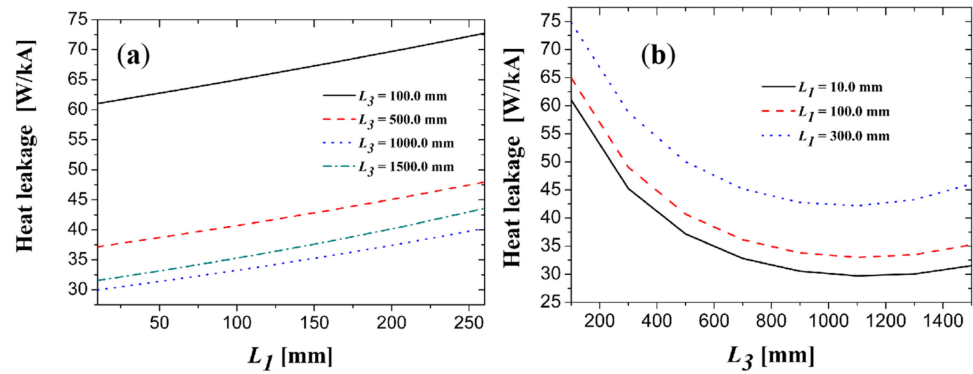 (a)
Heat leakage [W/kA]
75
70
65
60
55
50
45
40
35
30
L3 = 100.0 mm
L3 = 500.0 mm
L3 = 1000.0 mm
L3 = 1500.0 mm
50 100 150 200 250
L1 [mm]
(b)
Heat leakage [W/kA]
75
70
65
60
55
50
45
40
35
30
25
L1 = 10.0 mm
L1 = 100.0 mm
L1 = 300.0 mm
200 400 600 800 1000 1200 1400
L3 [mm]